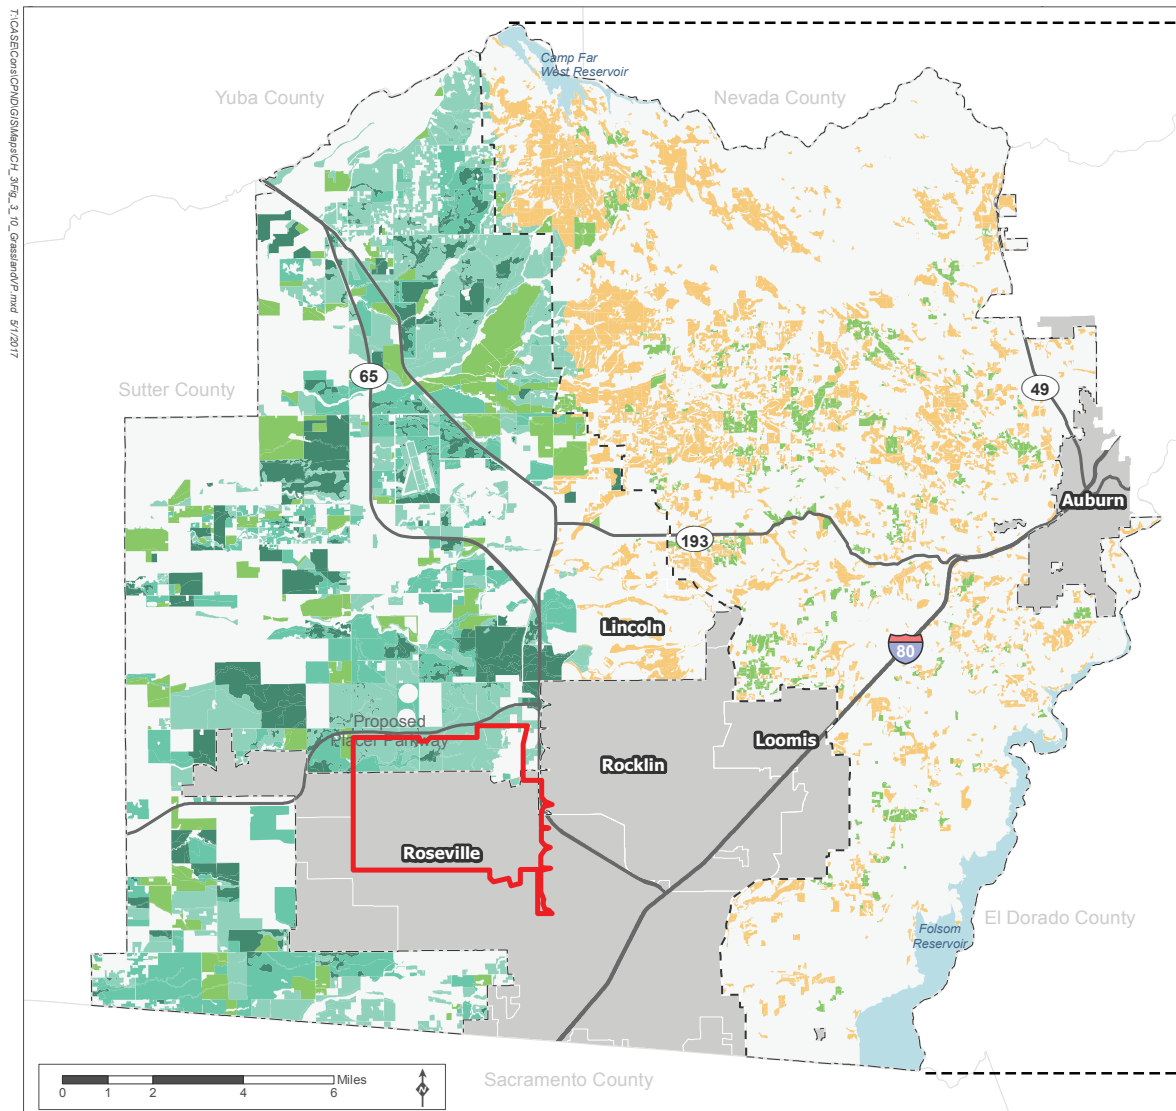 T:\CASE\Cons\CPND\GIS\Maps\CH_3\Fig_3_10_GrasslandVP.mxd 5/1/2017
Camp Far
West Reservoir
Yuba County
Nevada County
Sutter County
65
49
Auburn
193
Lincoln
80
Proposed
Placer Parkway
Loomis
Rocklin
Roseville
El Dorado County
Folsom
Reservoir
Sacramento County
Miles
0 1 2 4 6
N